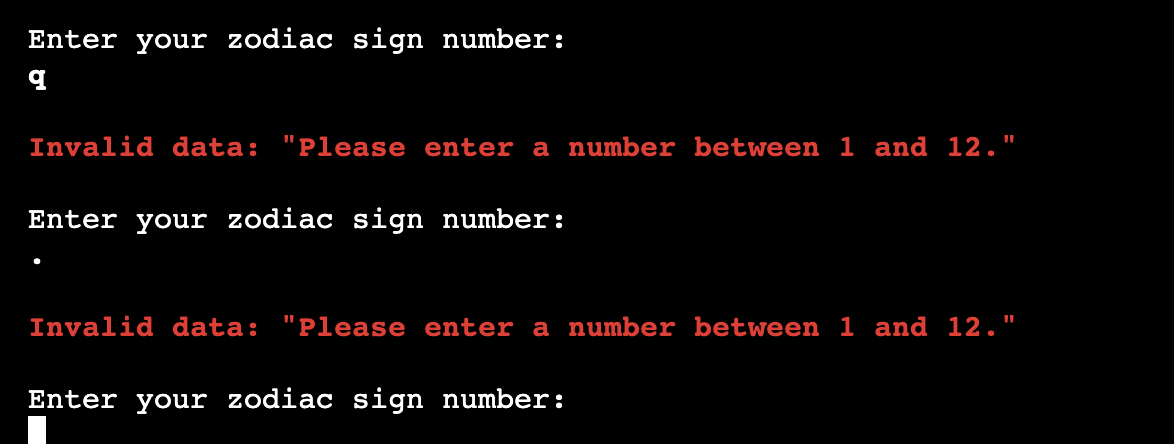 Enter your zodiac sign number:
q
Invalid data: "Please enter a number between 1 and 12."
Enter your zodiac sign number:
.
Invalid data: "Please enter a number between 1 and 12."
Enter your zodiac sign number: